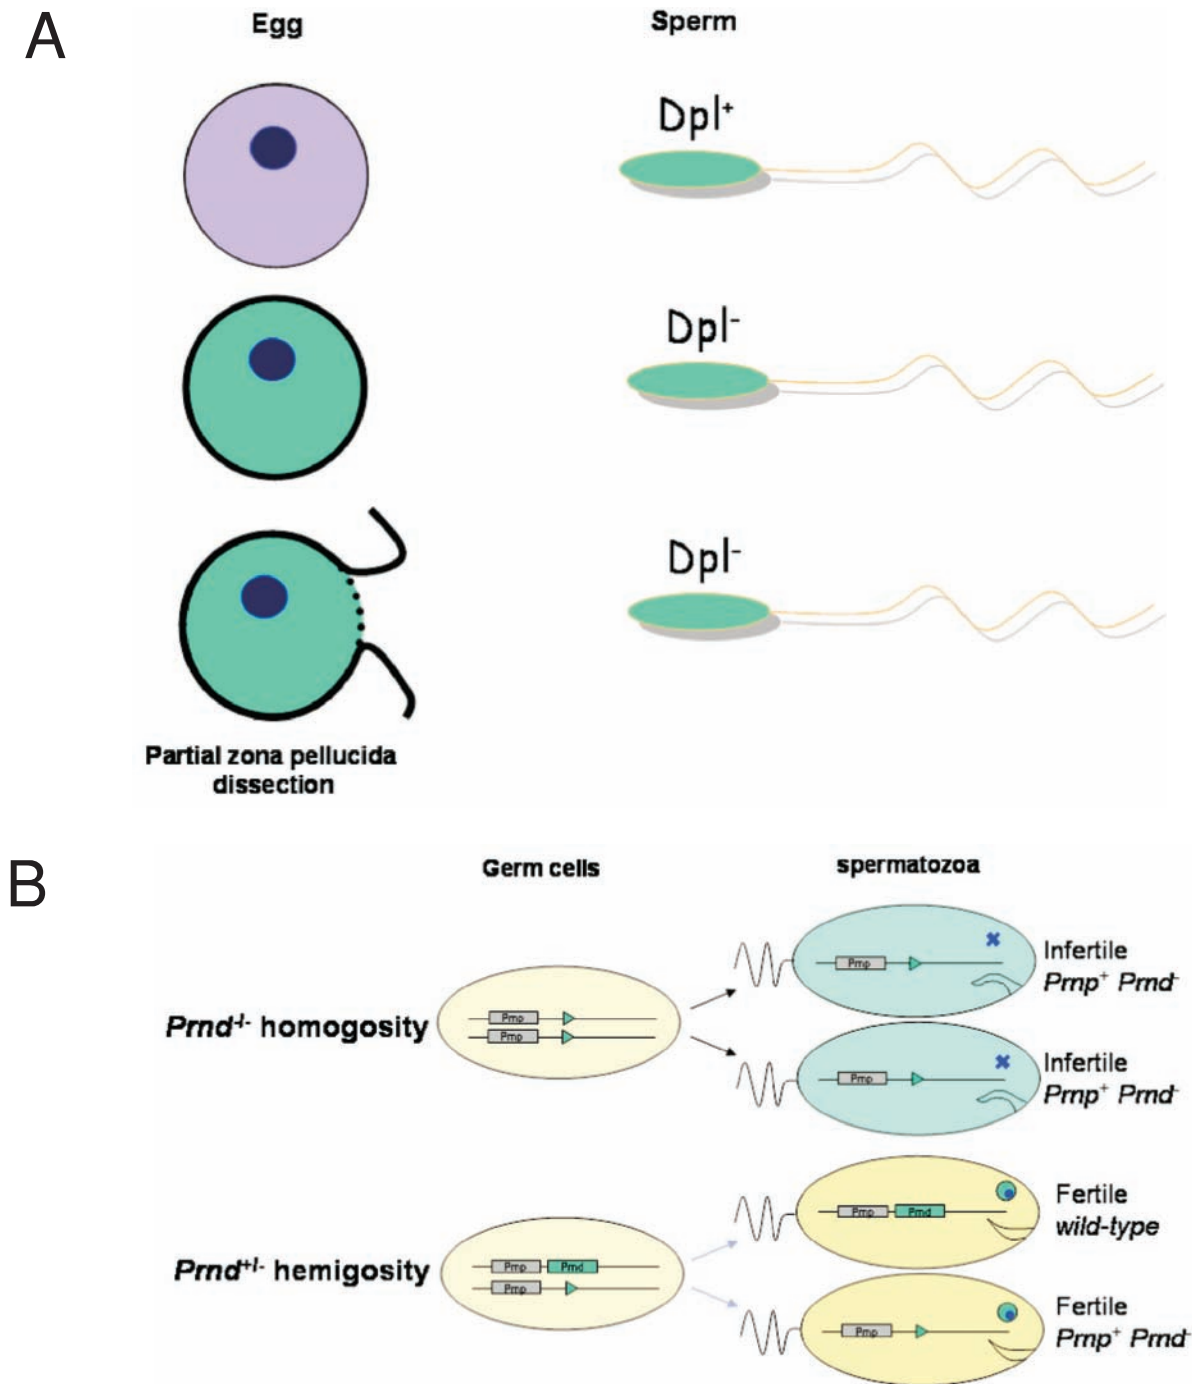 A
Egg
Sperm
Dpl⁺
Dpl⁻
Dpl⁻
Partial zona pellucida
dissection
B
Germ cells
spermatozoa
Prnd⁻/⁻ homogosity
Prnp
Prnp
Prnp
Infertile
Prnp⁺ Prnd⁻
Prnp
Infertile
Prnp⁺ Prnd⁻
Prnd⁺/⁻ hemigosity
Prnp Prnd
Prnp
Prnp Prnd
Fertile
wild-type
Prnp
Fertile
Prnp⁺ Prnd⁻